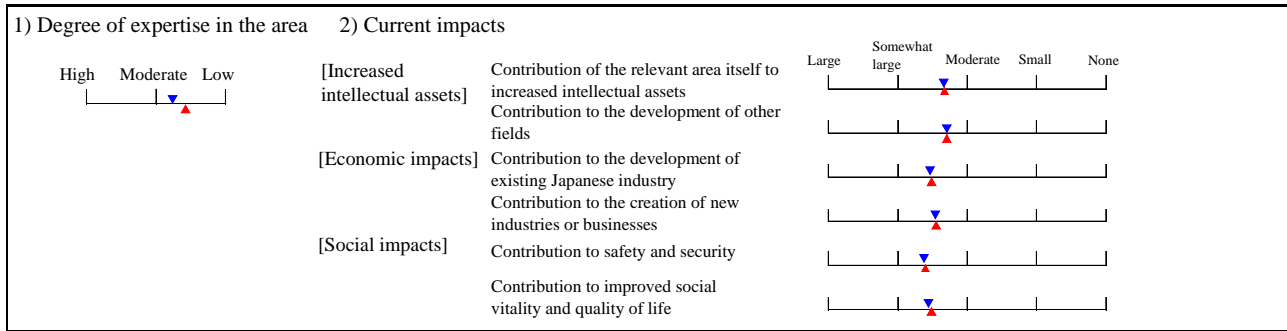 1) Degree of expertise in the area 2) Current impacts
High Moderate Low
[Increased
intellectual assets]
Contribution of the relevant area itself to
increased intellectual assets
Large Somewhat
large Moderate Small None
Contribution to the development of other
fields
[Economic impacts]
Contribution to the development of
existing Japanese industry
Contribution to the creation of new
industries or businesses
[Social impacts]
Contribution to safety and security
Contribution to improved social
vitality and quality of life